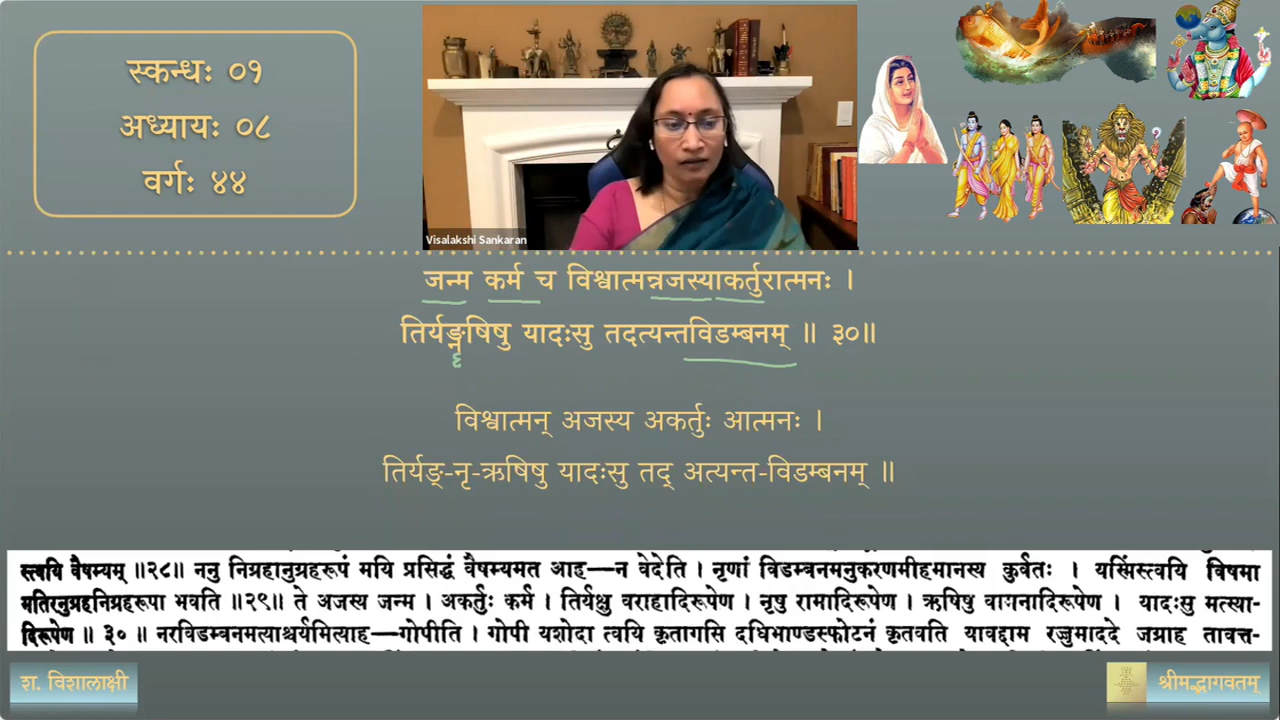 स्कन्धः ०१
अध्यायः ०८
वर्गः ४४
Visalakshi Sankaran
जन्म कर्म च विश्वात्मन्नजस्याकर्तुरात्मनः ।
तिर्यङ्नृषिषु यादःसु तदत्यन्तविडम्बनम् ॥ ३०॥
विश्वात्मन् अजस्य अकर्तुः आत्मनः ।
तिर्यङ्-नृ-ऋषिषु यादःसु तद् अत्यन्त-विडम्बनम् ॥
स्त्वयि वैषम्यम् ॥२८॥ ननु निग्रहानुग्रहरूपं मयि प्रसिद्धं वैषम्यमत आह—न वेदेति । नृणां विडम्बनमनुकरणमीहमानस्य कुर्वतः । यस्मिंस्त्वयि विषमा
मतिरनुग्रहनिग्रहरूपा भवति ॥२९॥ ते अजस्य जन्म । अकर्तुः कर्म । तिर्यक्षु वराहादिरूपेण । नृषु रामादिरूपेण । ऋषिषु वामनादिरूपेण । यादःसु मत्स्या-
दिरूपेण ॥ ३० ॥ नरविडम्बनमत्याश्चर्यमित्याह—गोपीति । गोपी यशोदा त्वयि कृतागसि दधिभाण्डस्फोटनं कृतवति यावद्दाम रज्जुमाददे जग्राह तावत्त-
श. विशालाक्षी
श्रीमद्भागवतम्